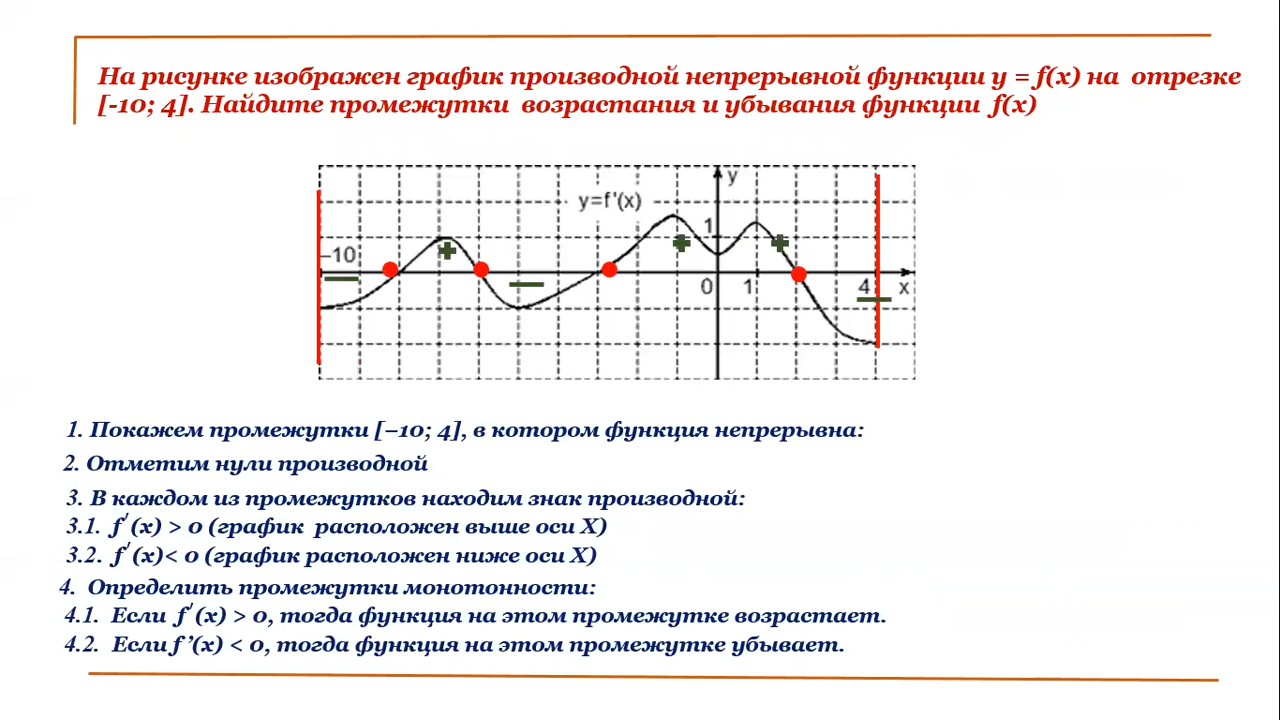 На рисунке изображен график производной непрерывной функции y = f(x) на отрезке
[-10; 4]. Найдите промежутки возрастания и убывания функции f(x)
y
y=f'(x)
1
–10
0
1
4
x
1. Покажем промежутки [–10; 4], в котором функция непрерывна:
2. Отметим нули производной
3. В каждом из промежутков находим знак производной:
3.1. f′(x) > 0 (график расположен выше оси X)
3.2. f′(x)< 0 (график расположен ниже оси X)
4. Определить промежутки монотонности:
4.1. Если f′(x) > 0, тогда функция на этом промежутке возрастает.
4.2. Если f ’(x) < 0, тогда функция на этом промежутке убывает.